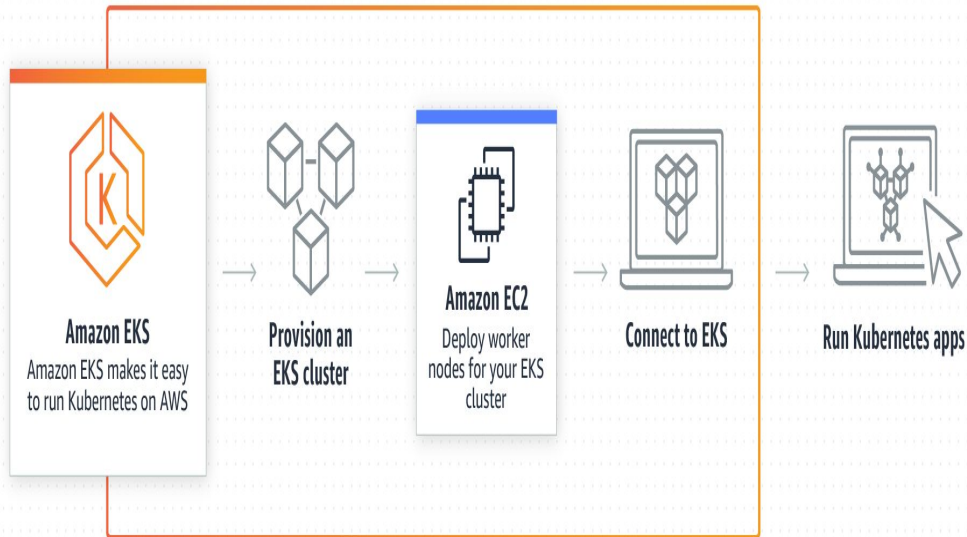 K
Amazon EKS
Amazon EKS makes it easy
to run Kubernetes on AWS
Provision an
EKS cluster
Amazon EC2
Deploy worker
nodes for your EKS
cluster
Connect to EKS
Run Kubernetes apps